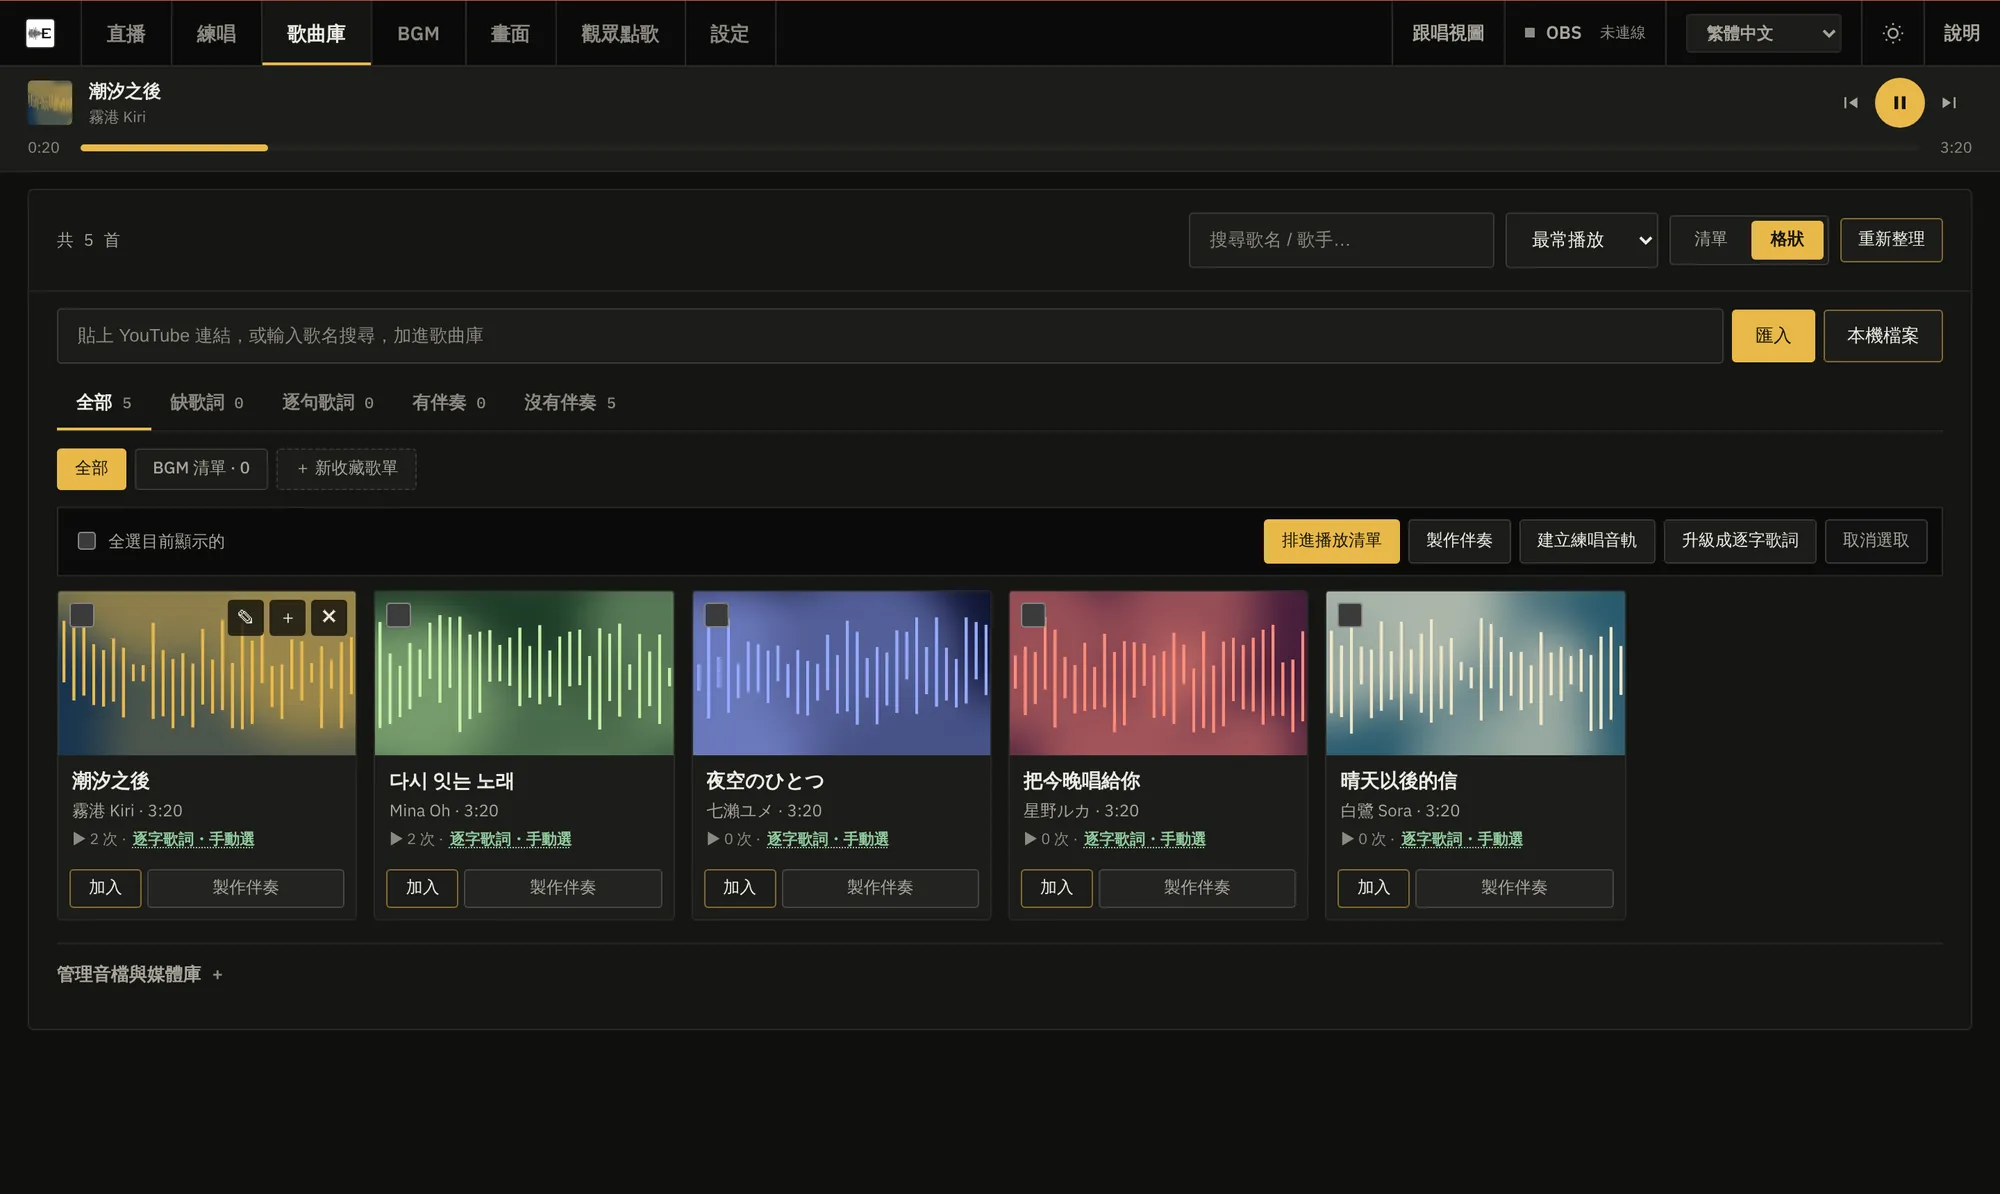 E
直播
練唱
歌曲庫
BGM
畫面
觀眾點歌
設定
跟唱視圖
OBS 未連線
繁體中文
說明
潮汐之後
霧港 Kiri
0:20
3:20
共 5 首
搜尋歌名 / 歌手…
最常播放
清單
格狀
重新整理
貼上 YouTube 連結，或輸入歌名搜尋，加進歌曲庫
匯入
本機檔案
全部 5
缺歌詞 0
逐句歌詞 0
有伴奏 0
沒有伴奏 5
全部
BGM 清單 · 0
+ 新收藏歌單
全選目前顯示的
排進播放清單
製作伴奏
建立練唱音軌
升級成逐字歌詞
取消選取
潮汐之後
霧港 Kiri · 3:20
▶ 2 次 · 逐字歌詞・手動選
加入
製作伴奏
다시 잇는 노래
Mina Oh · 3:20
▶ 2 次 · 逐字歌詞・手動選
加入
製作伴奏
夜空のひとつ
七瀨ユメ · 3:20
▶ 0 次 · 逐字歌詞・手動選
加入
製作伴奏
把今晚唱給你
星野ルカ · 3:20
▶ 0 次 · 逐字歌詞・手動選
加入
製作伴奏
晴天以後的信
白鷺 Sora · 3:20
▶ 0 次 · 逐字歌詞・手動選
加入
製作伴奏
管理音檔與媒體庫 +